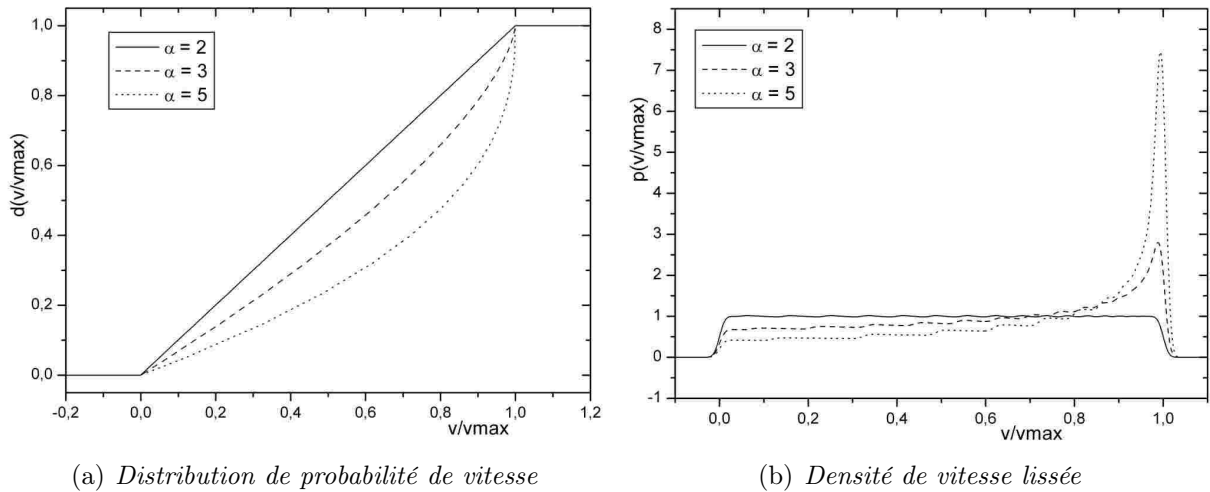 1,0
0,8
0,6
0,4
0,2
0,0
d(v/vmax)
α = 2
α = 3
α = 5
-0,2 0,0 0,2 0,4 0,6 0,8 1,0 1,2
v/vmax
(a) Distribution de probabilité de vitesse
8
7
6
5
4
3
2
1
0
-1
p(v/vmax)
α = 2
α = 3
α = 5
0,0 0,2 0,4 0,6 0,8 1,0
v/vmax
(b) Densité de vitesse lissée